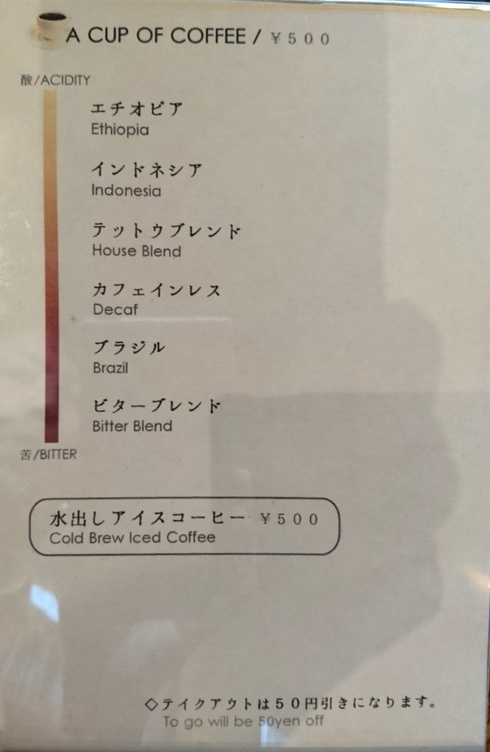 A CUP OF COFFEE / ￥５００
酸/ACIDITY
エチオピア
Ethiopia
インドネシア
Indonesia
テットウブレンド
House Blend
カフェインレス
Decaf
ブラジル
Brazil
ビターブレンド
Bitter Blend
苦/BITTER
水出しアイスコーヒー ￥５００
Cold Brew Iced Coffee
◇テイクアウトは５０円引きになります。
To go will be 50yen off